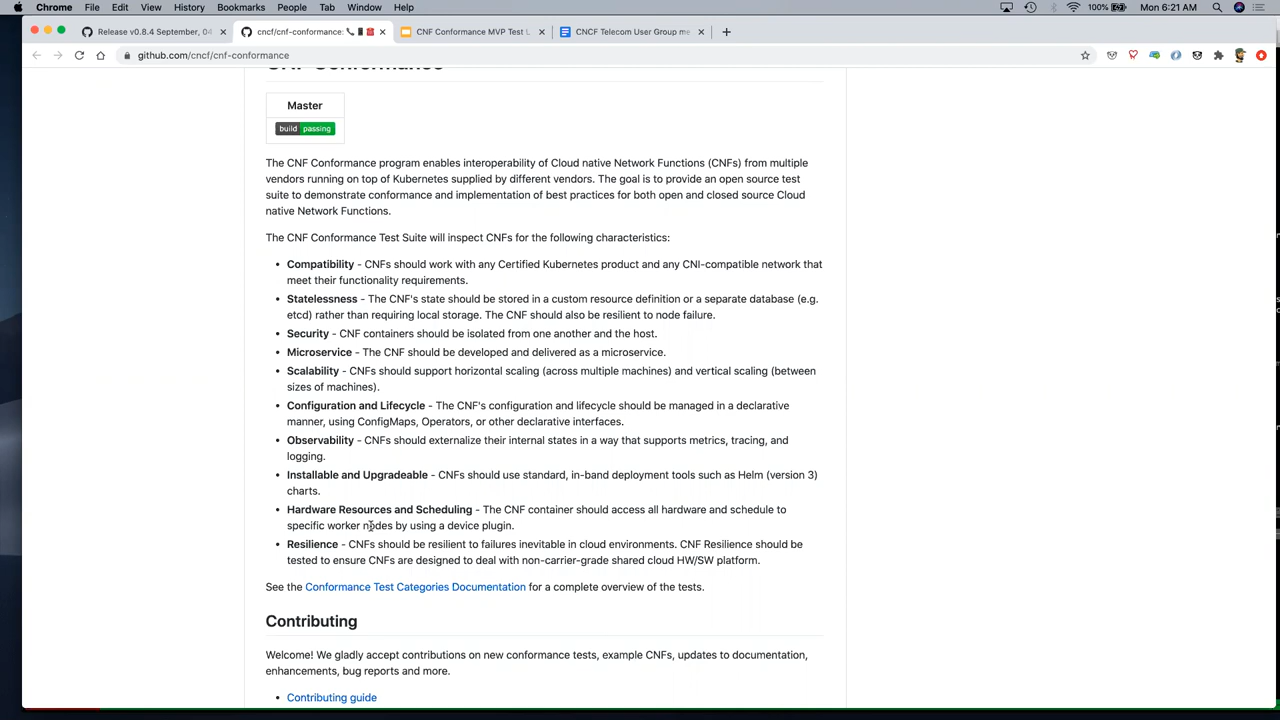 Chrome File Edit View History Bookmarks People Tab Window Help 100% Mon 6:21 AM
Release v0.8.4 September, 04 cncf/cnf-conformance: CNF Conformance MVP Test CNCF Telecom User Group me
github.com/cncf/cnf-conformance
CNF Conformance
Master
build passing
The CNF Conformance program enables interoperability of Cloud native Network Functions (CNFs) from multiple
vendors running on top of Kubernetes supplied by different vendors. The goal is to provide an open source test
suite to demonstrate conformance and implementation of best practices for both open and closed source Cloud
native Network Functions.
The CNF Conformance Test Suite will inspect CNFs for the following characteristics:
• Compatibility - CNFs should work with any Certified Kubernetes product and any CNI-compatible network that
meet their functionality requirements.
• Statelessness - The CNF's state should be stored in a custom resource definition or a separate database (e.g.
etcd) rather than requiring local storage. The CNF should also be resilient to node failure.
• Security - CNF containers should be isolated from one another and the host.
• Microservice - The CNF should be developed and delivered as a microservice.
• Scalability - CNFs should support horizontal scaling (across multiple machines) and vertical scaling (between
sizes of machines).
• Configuration and Lifecycle - The CNF's configuration and lifecycle should be managed in a declarative
manner, using ConfigMaps, Operators, or other declarative interfaces.
• Observability - CNFs should externalize their internal states in a way that supports metrics, tracing, and
logging.
• Installable and Upgradeable - CNFs should use standard, in-band deployment tools such as Helm (version 3)
charts.
• Hardware Resources and Scheduling - The CNF container should access all hardware and schedule to
specific worker nodes by using a device plugin.
• Resilience - CNFs should be resilient to failures inevitable in cloud environments. CNF Resilience should be
tested to ensure CNFs are designed to deal with non-carrier-grade shared cloud HW/SW platform.
See the Conformance Test Categories Documentation for a complete overview of the tests.
Contributing
Welcome! We gladly accept contributions on new conformance tests, example CNFs, updates to documentation,
enhancements, bug reports and more.
• Contributing guide